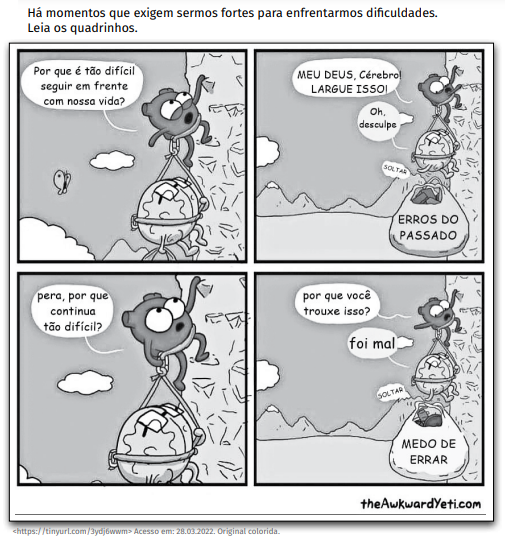 Há momentos que exigem sermos fortes para enfrentarmos dificuldades.
Leia os quadrinhos.
Por que é tão difícil
seguir em frente
com nossa vida?
MEU DEUS, Cérebro!
LARGUE ISSO!
Oh,
desculpe
SOLTAR
ERROS DO
PASSADO
pera, por que
continua
tão difícil?
por que você
trouxe isso?
foi mal
SOLTAR
MEDO DE
ERRAR
theAwkwardYeti.com
<https://tinyurl.com/3ydj6wwm> Acesso em: 28.03.2022. Original colorida.